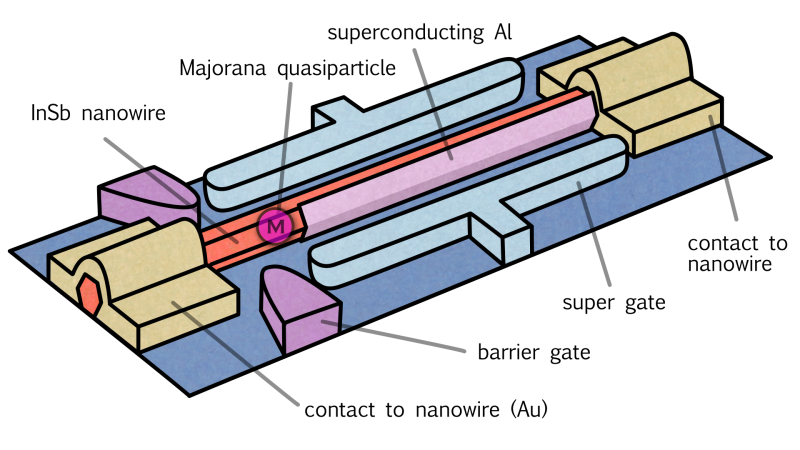 superconducting Al
Majorana quasiparticle
InSb nanowire
M
contact to
nanowire
super gate
barrier gate
contact to nanowire (Au)